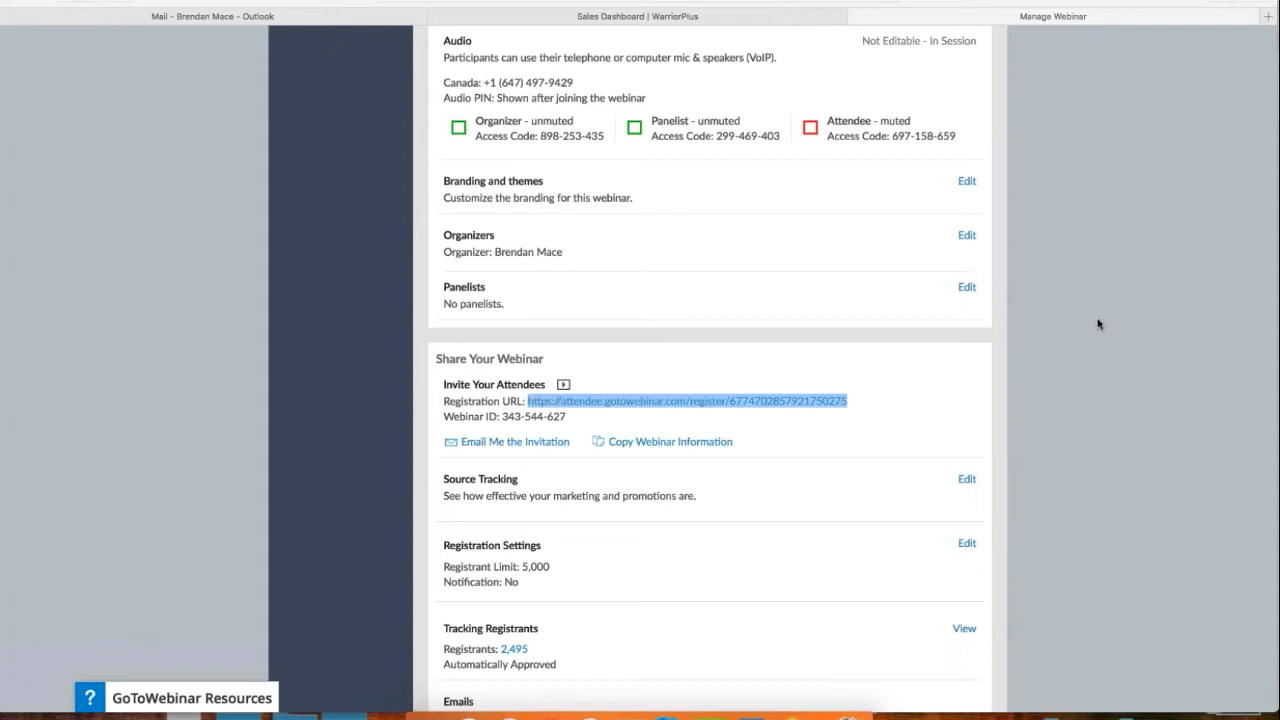 Mail - Brendan Mace - Outlook
Sales Dashboard | WarriorPlus
Manage Webinar
+
Audio
Not Editable - In Session
Participants can use their telephone or computer mic & speakers (VoIP).
Canada: +1 (647) 497-9429
Audio PIN: Shown after joining the webinar
Organizer - unmuted
Access Code: 898-253-435
Panelist - unmuted
Access Code: 299-469-403
Attendee - muted
Access Code: 697-158-659
Branding and themes
Edit
Customize the branding for this webinar.
Organizers
Edit
Organizer: Brendan Mace
Panelists
Edit
No panelists.
Share Your Webinar
Invite Your Attendees
Registration URL: https://attendee.gotowebinar.com/register/6774702857921750275
Webinar ID: 343-544-627
Email Me the Invitation
Copy Webinar Information
Source Tracking
Edit
See how effective your marketing and promotions are.
Registration Settings
Edit
Registrant Limit: 5,000
Notification: No
Tracking Registrants
View
Registrants: 2,495
Automatically Approved
Emails
? GoToWebinar Resources